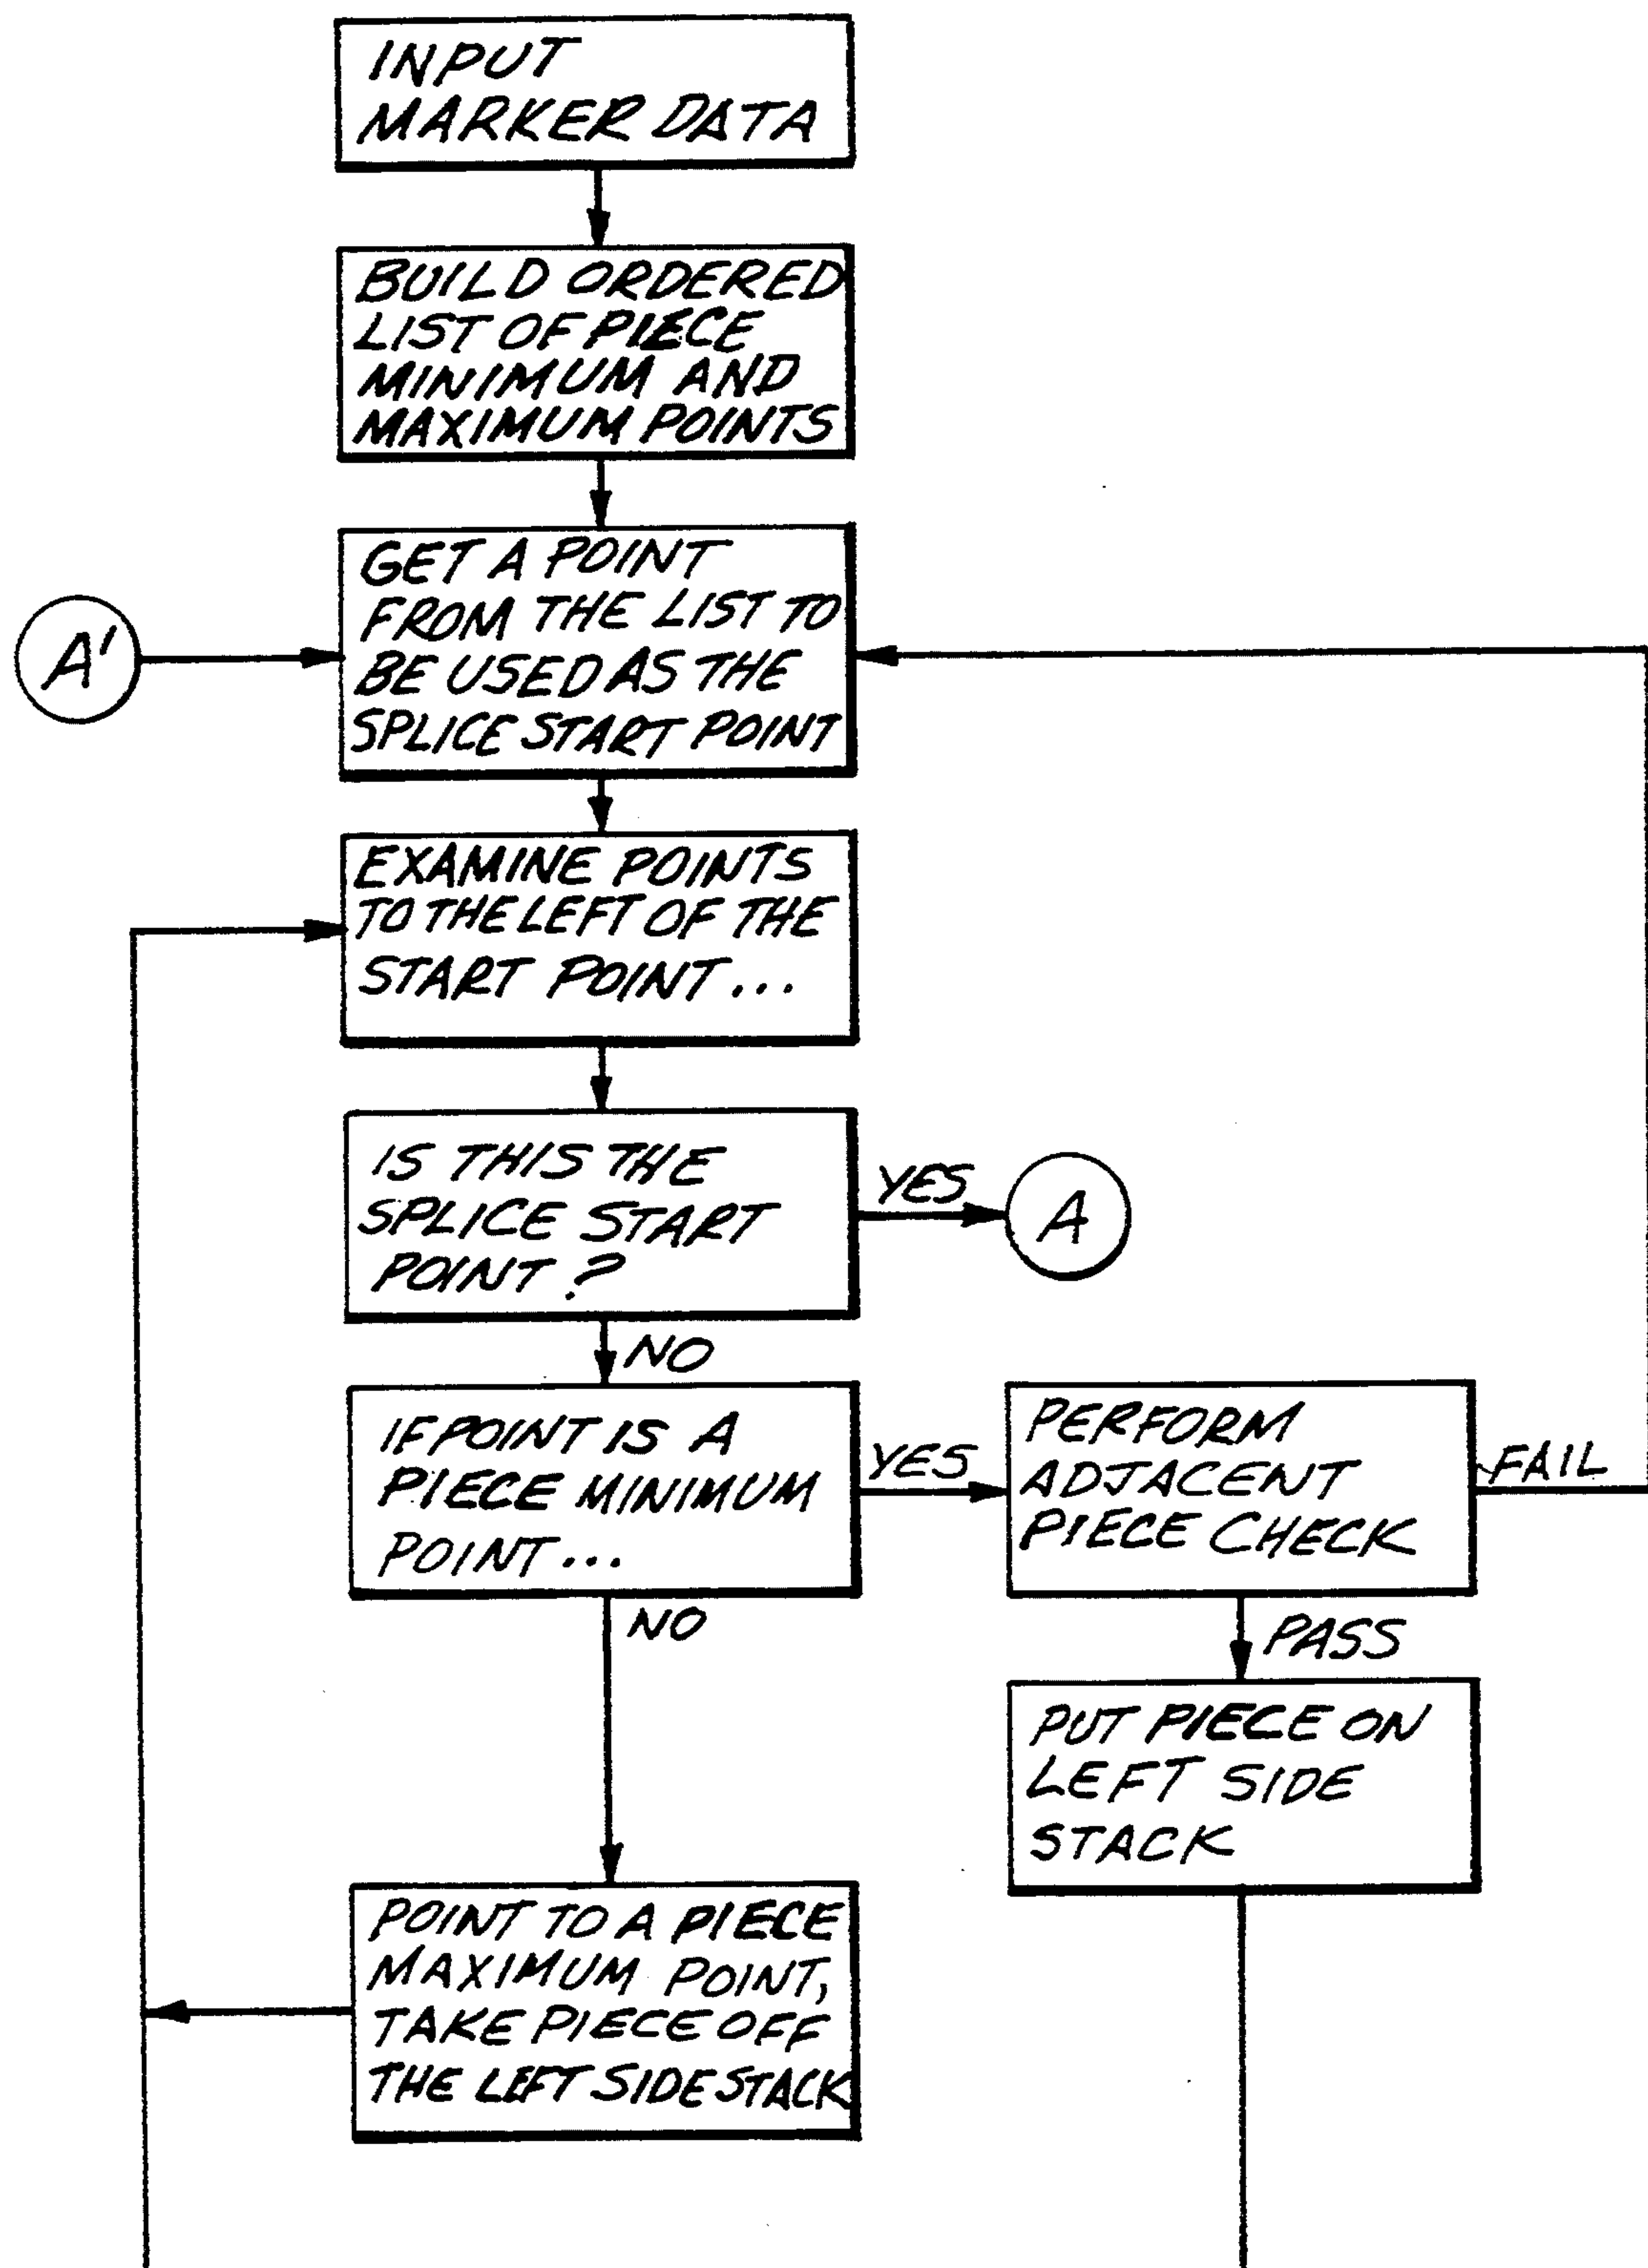 INPUT
MARKER DATA
BUILD ORDERED
LIST OF PIECE
MINIMUM AND
MAXIMUM POINTS
GET A POINT
FROM THE LIST TO
BE USED AS THE
SPLICE START POINT
A'
EXAMINE POINTS
TO THE LEFT OF THE
START POINT...
IS THIS THE
SPLICE START
POINT?
YES
A
NO
IF POINT IS A
PIECE MINIMUM
POINT...
YES
PERFORM
ADJACENT
PIECE CHECK
FAIL
NO
PASS
PUT PIECE ON
LEFT SIDE
STACK
POINT TO A PIECE
MAXIMUM POINT,
TAKE PIECE OFF
THE LEFT SIDE STACK